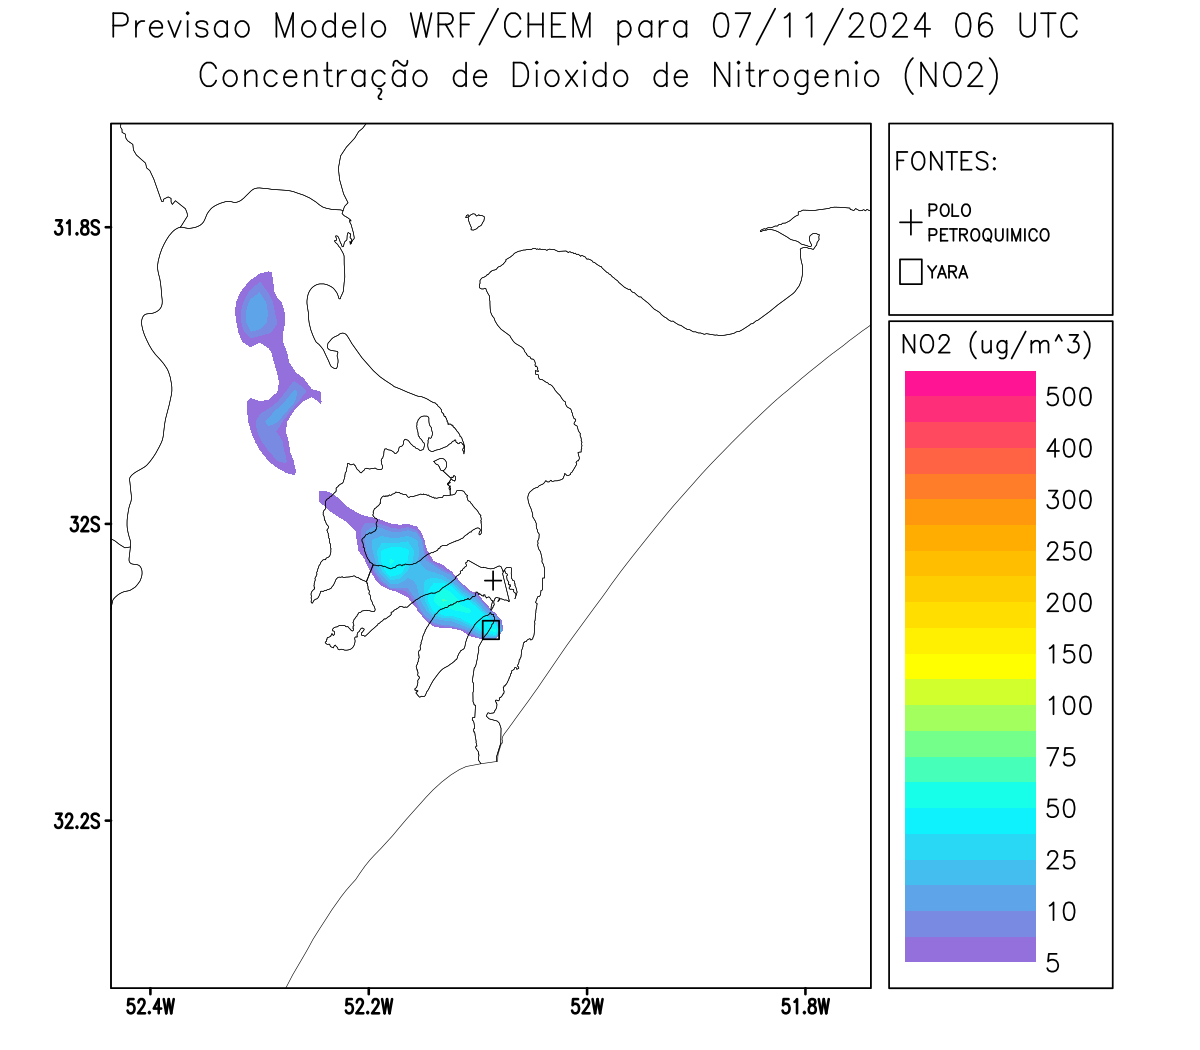 Previsao Modelo WRF/CHEM para 07/11/2024 06 UTC
Concentração de Dioxido de Nitrogenio (NO2)
FONTES:
POLO
PETROQUIMICO
YARA
31.8S
32S
32.2S
52.4W
52.2W
52W
51.8W
NO2 (ug/m^3)
500
400
300
250
200
150
100
75
50
25
10
5